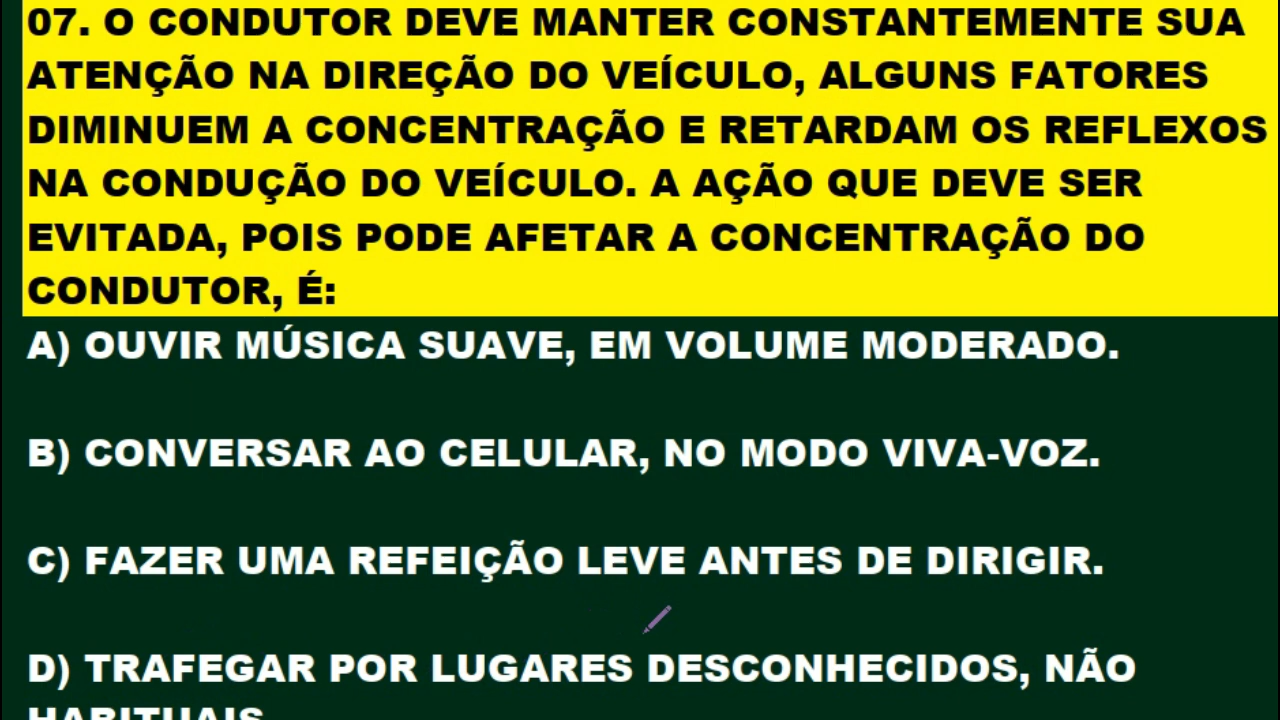 07. O CONDUTOR DEVE MANTER CONSTANTEMENTE SUA
ATENÇÃO NA DIREÇÃO DO VEÍCULO, ALGUNS FATORES
DIMINUEM A CONCENTRAÇÃO E RETARDAM OS REFLEXOS
NA CONDUÇÃO DO VEÍCULO. A AÇÃO QUE DEVE SER
EVITADA, POIS PODE AFETAR A CONCENTRAÇÃO DO
CONDUTOR, É:
A) OUVIR MÚSICA SUAVE, EM VOLUME MODERADO.
B) CONVERSAR AO CELULAR, NO MODO VIVA-VOZ.
C) FAZER UMA REFEIÇÃO LEVE ANTES DE DIRIGIR.
D) TRAFEGAR POR LUGARES DESCONHECIDOS, NÃO
HABITUAIS